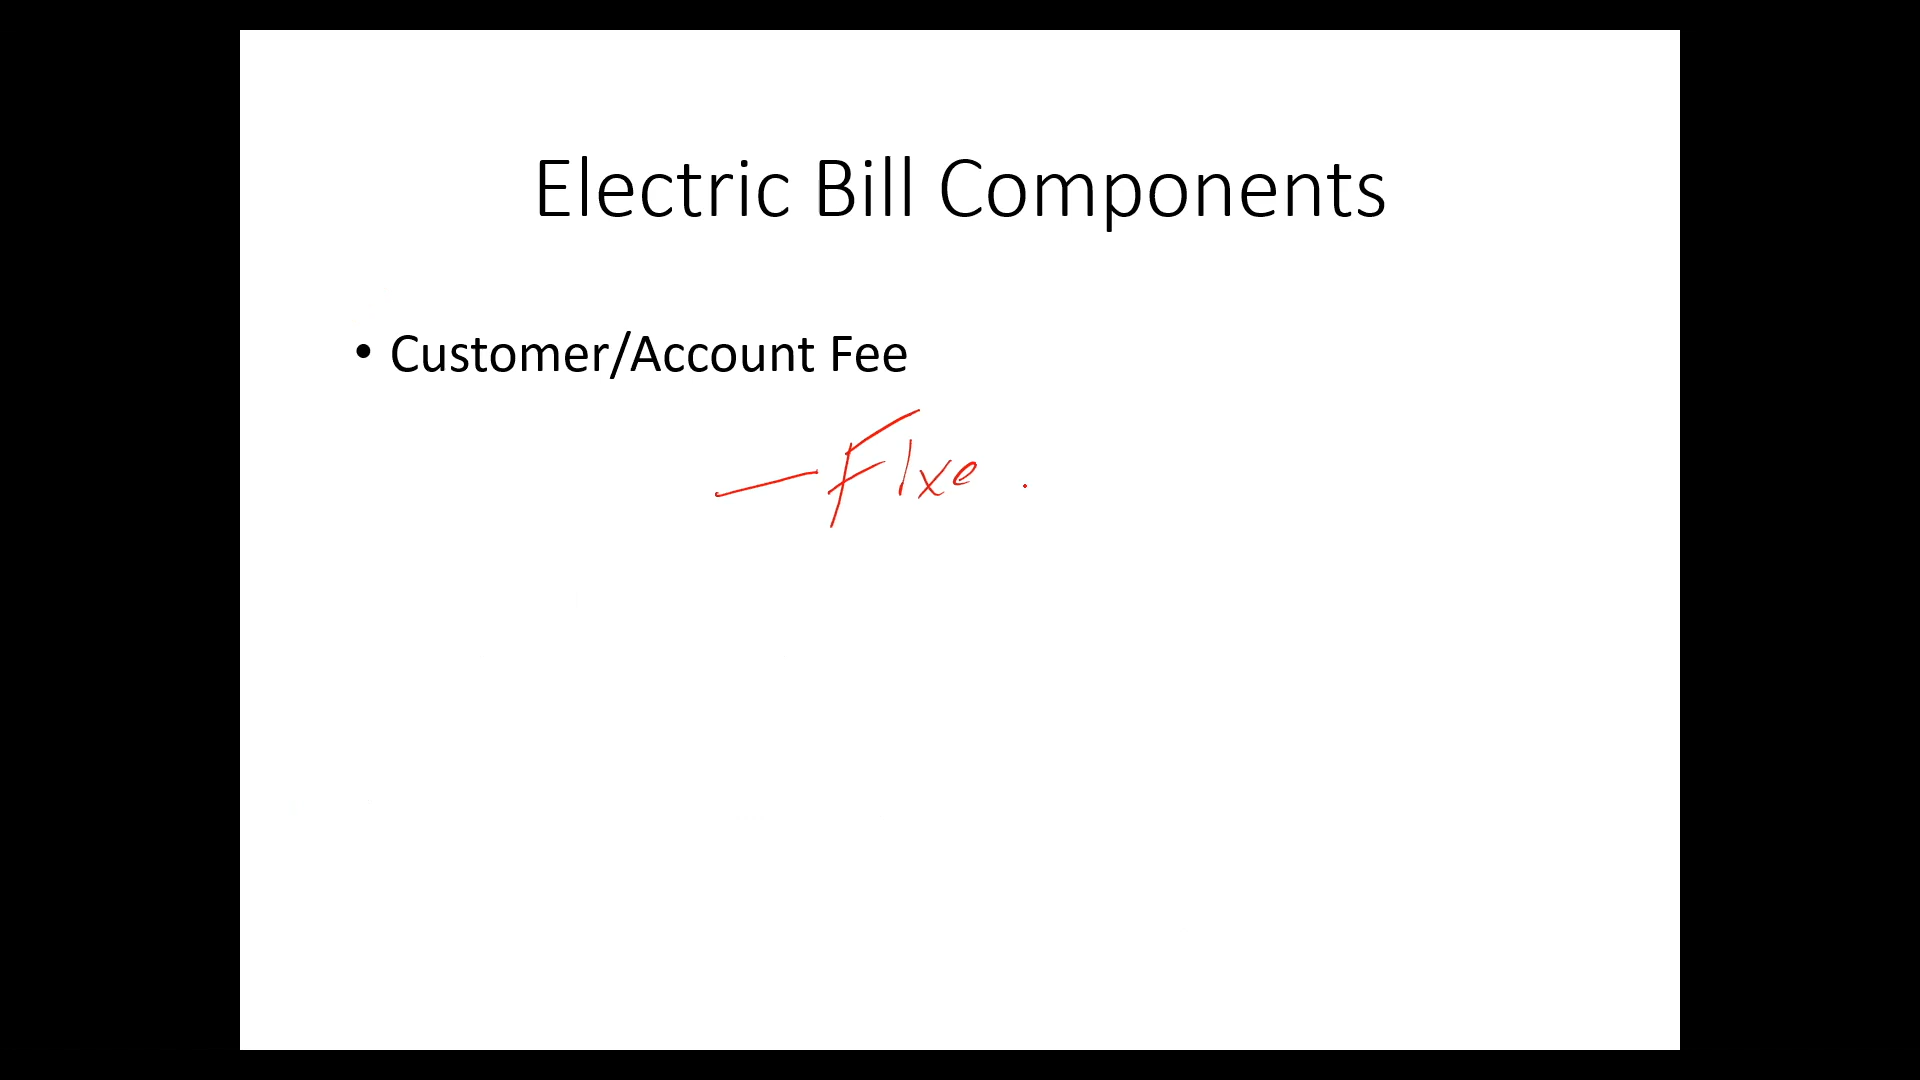 Electric Bill Components
• Customer/Account Fee
— Fixe